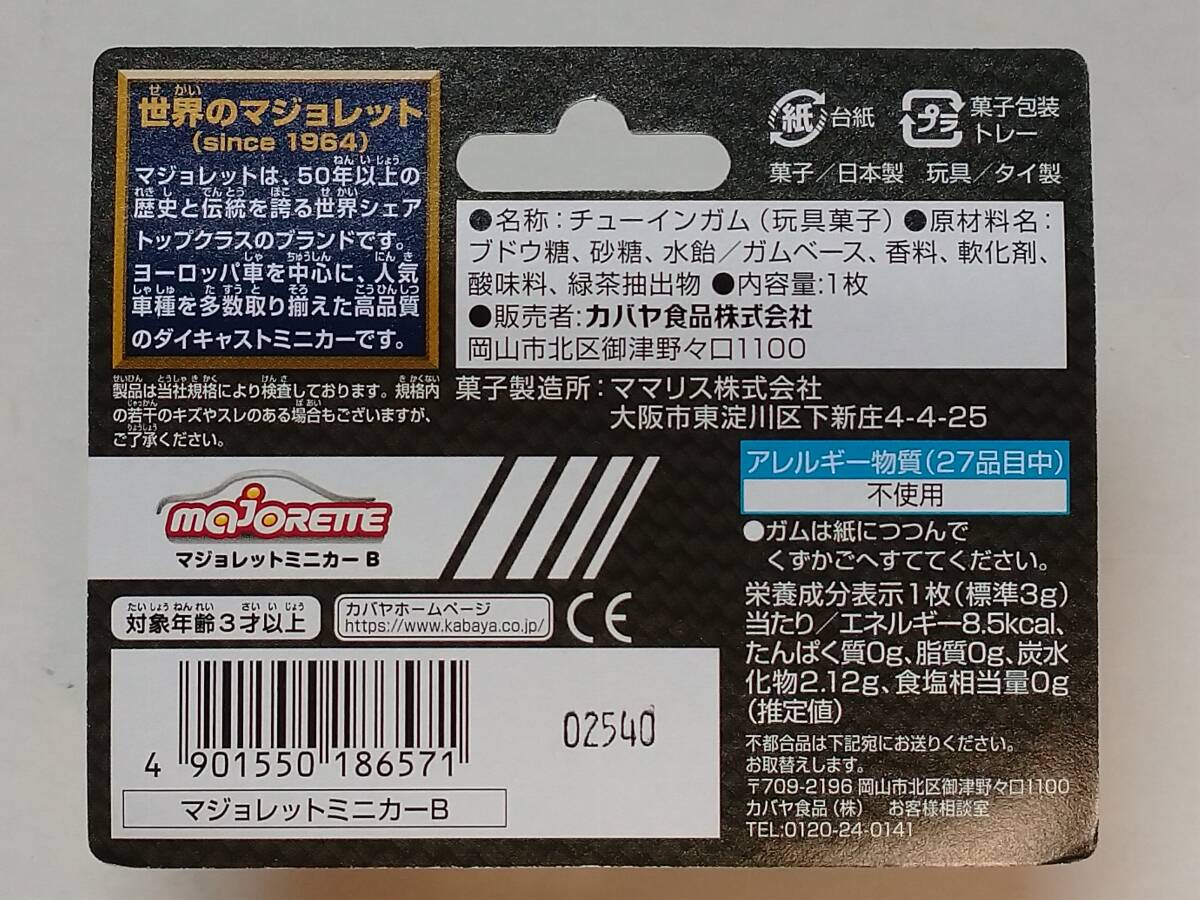 世界のマジョレット
(since 1964)
マジョレットは、50年以上の
歴史と伝統を誇る世界シェア
トップクラスのブランドです。
ヨーロッパ車を中心に、人気
車種を多数取り揃えた高品質
のダイキャストミニカーです。
製品は当社規格により検査しております。規格内
の若干のキズやスレのある場合もございますが、
ご了承ください。
紙 台紙
プラ 菓子包装
トレー
菓子／日本製 玩具／タイ製
●名称：チューインガム（玩具菓子）●原材料名：
ブドウ糖、砂糖、水飴／ガムベース、香料、軟化剤、
酸味料、緑茶抽出物 ●内容量：1枚
●販売者：カバヤ食品株式会社
岡山市北区御津野々口1100
菓子製造所：ママリス株式会社
大阪市東淀川区下新庄4-4-25
アレルギー物質（27品目中）
不使用
●ガムは紙につつんで
くずかごへすててください。
栄養成分表示1枚（標準3g）
当たり／エネルギー8.5kcal、
たんぱく質0g、脂質0g、炭水
化物2.12g、食塩相当量0g
（推定値）
不都合品は下記宛にお送りください。
お取替えします。
〒709-2196 岡山市北区御津野々口1100
カバヤ食品（株） お客様相談室
TEL:0120-24-0141
majorette
マジョレットミニカー B
対象年齢3才以上
カバヤホームページ
https://www.kabaya.co.jp/
CE
02540
4 901550 186571
マジョレットミニカーB